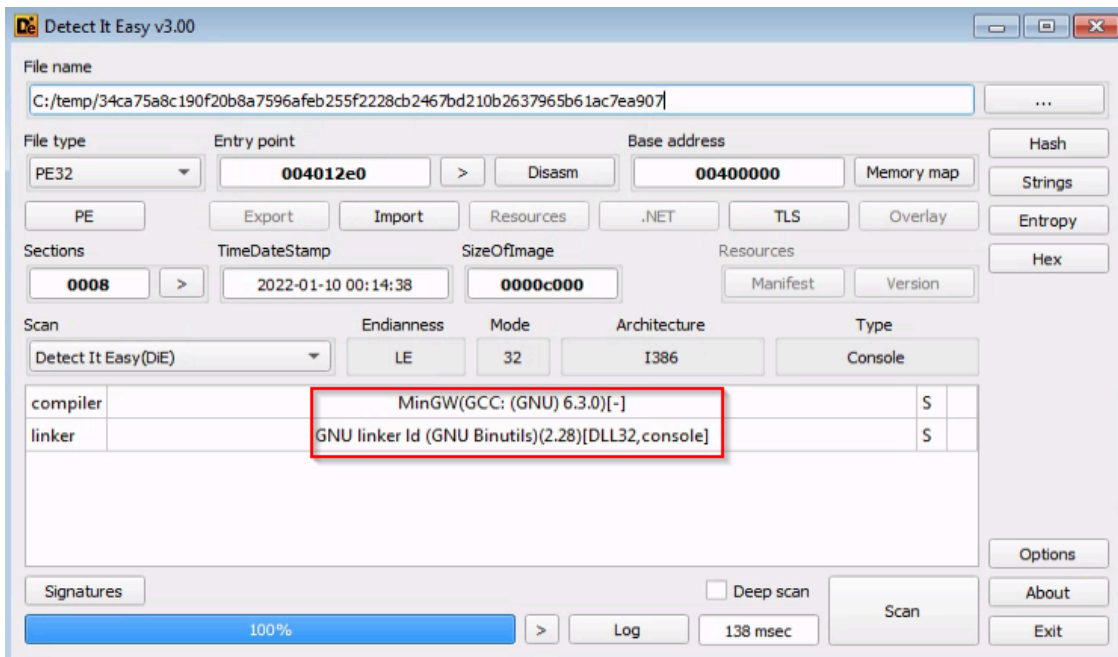 Detect It Easy v3.00
File name
C:/temp/34ca75a8c190f20b8a7596afeb255f2228cb2467bd210b2637965b61ac7ea907
...
File type Entry point Base address
PE32 004012e0 > Disasm 00400000 Memory map
Hash
Strings
PE Export Import Resources .NET TLS Overlay
Entropy
Sections TimeDateStamp SizeOfImage Resources
Hex
0008 > 2022-01-10 00:14:38 0000c000 Manifest Version
Scan Endianness Mode Architecture Type
Detect It Easy(DiE) LE 32 I386 Console
compiler MinGW(GCC: (GNU) 6.3.0)[-] S
linker GNU linker ld (GNU Binutils)(2.28)[DLL32,console] S
Options
Signatures Deep scan Scan About
100% > Log 138 msec Exit